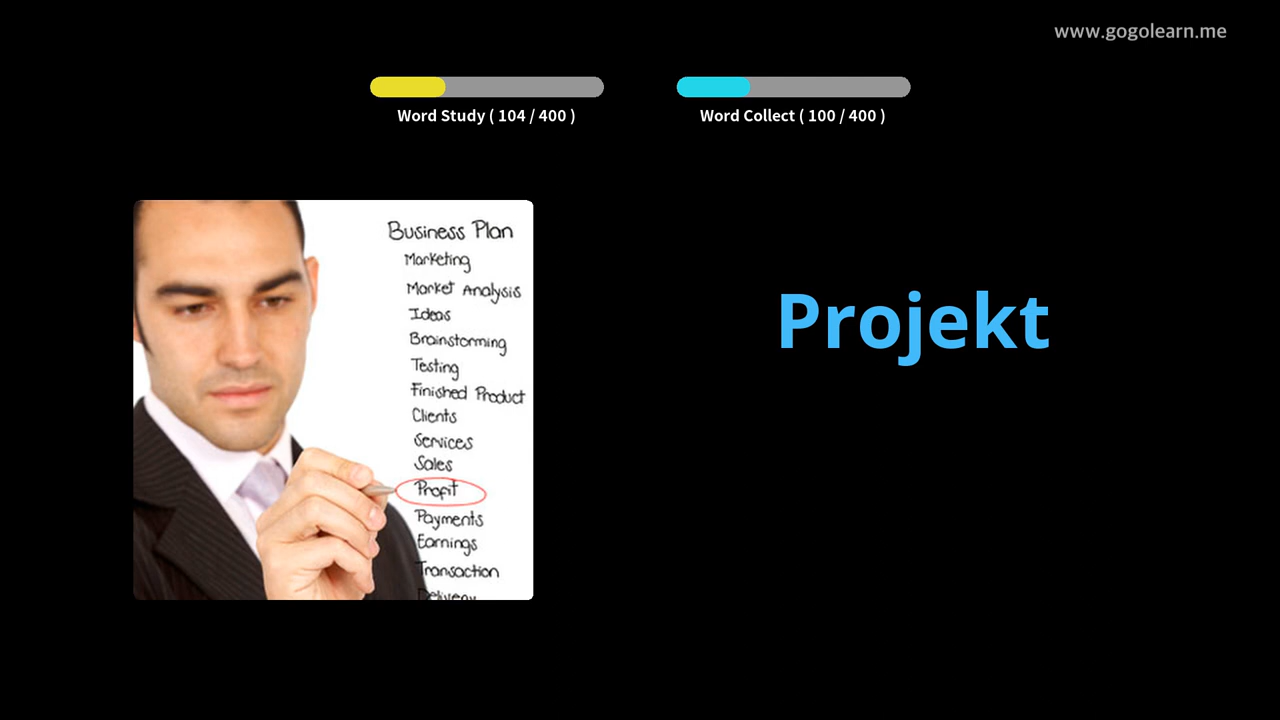 www.gogolearn.me
Word Study ( 104 / 400 )
Word Collect ( 100 / 400 )
Business Plan
Marketing
Market Analysis
Ideas
Brainstorming
Testing
Finished Product
Clients
Services
Sales
Profit
Payments
Earnings
Transaction
Delivery
Projekt